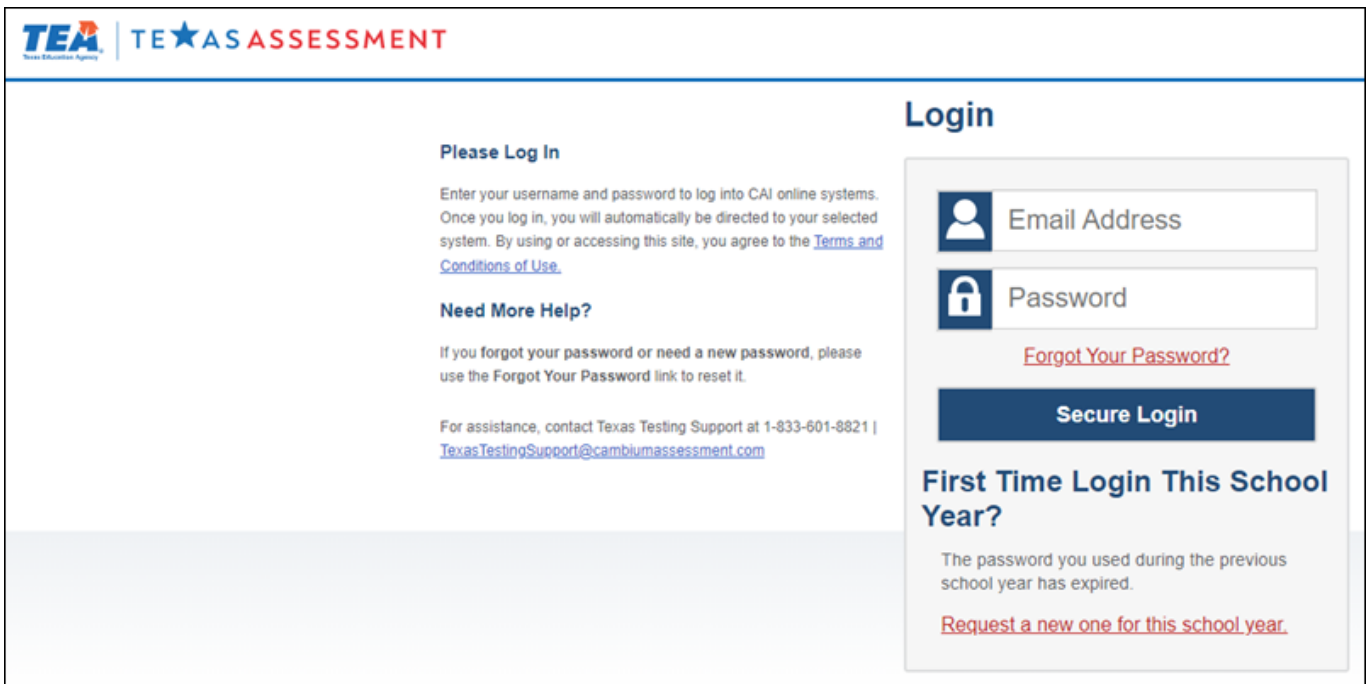 TEA
Texas Education Agency
TEXAS ASSESSMENT
Please Log In
Enter your username and password to log into CAI online systems.
Once you log in, you will automatically be directed to your selected
system. By using or accessing this site, you agree to the Terms and
Conditions of Use.
Need More Help?
If you forgot your password or need a new password, please
use the Forgot Your Password link to reset it.
For assistance, contact Texas Testing Support at 1-833-601-8821 |
TexasTestingSupport@cambiumassessment.com
Login
Email Address
Password
Forgot Your Password?
Secure Login
First Time Login This School
Year?
The password you used during the previous
school year has expired.
Request a new one for this school year.